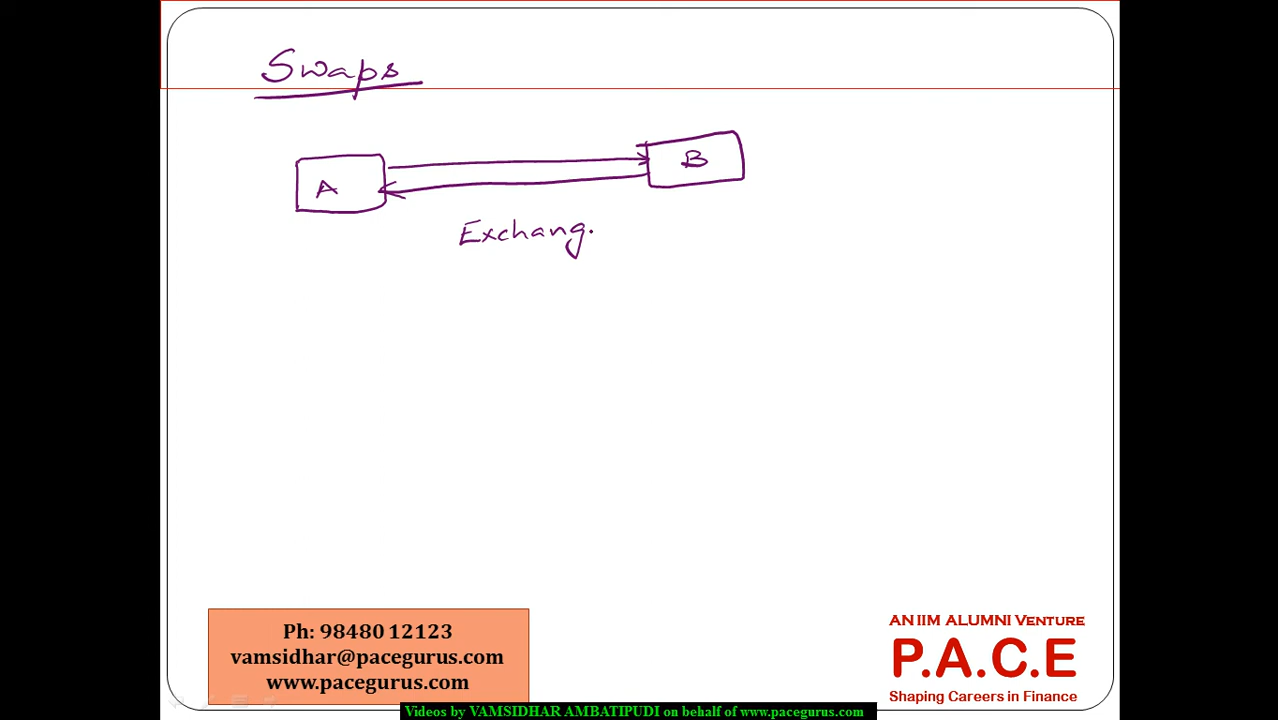 Swaps
A
B
Exchang.
Ph: 98480 12123
vamsidhar@pacegurus.com
www.pacegurus.com
AN IIM ALUMNI VENTURE
P.A.C.E
Shaping Careers in Finance
Videos by VAMSIDHAR AMBATIPUDI on behalf of www.pacegurus.com